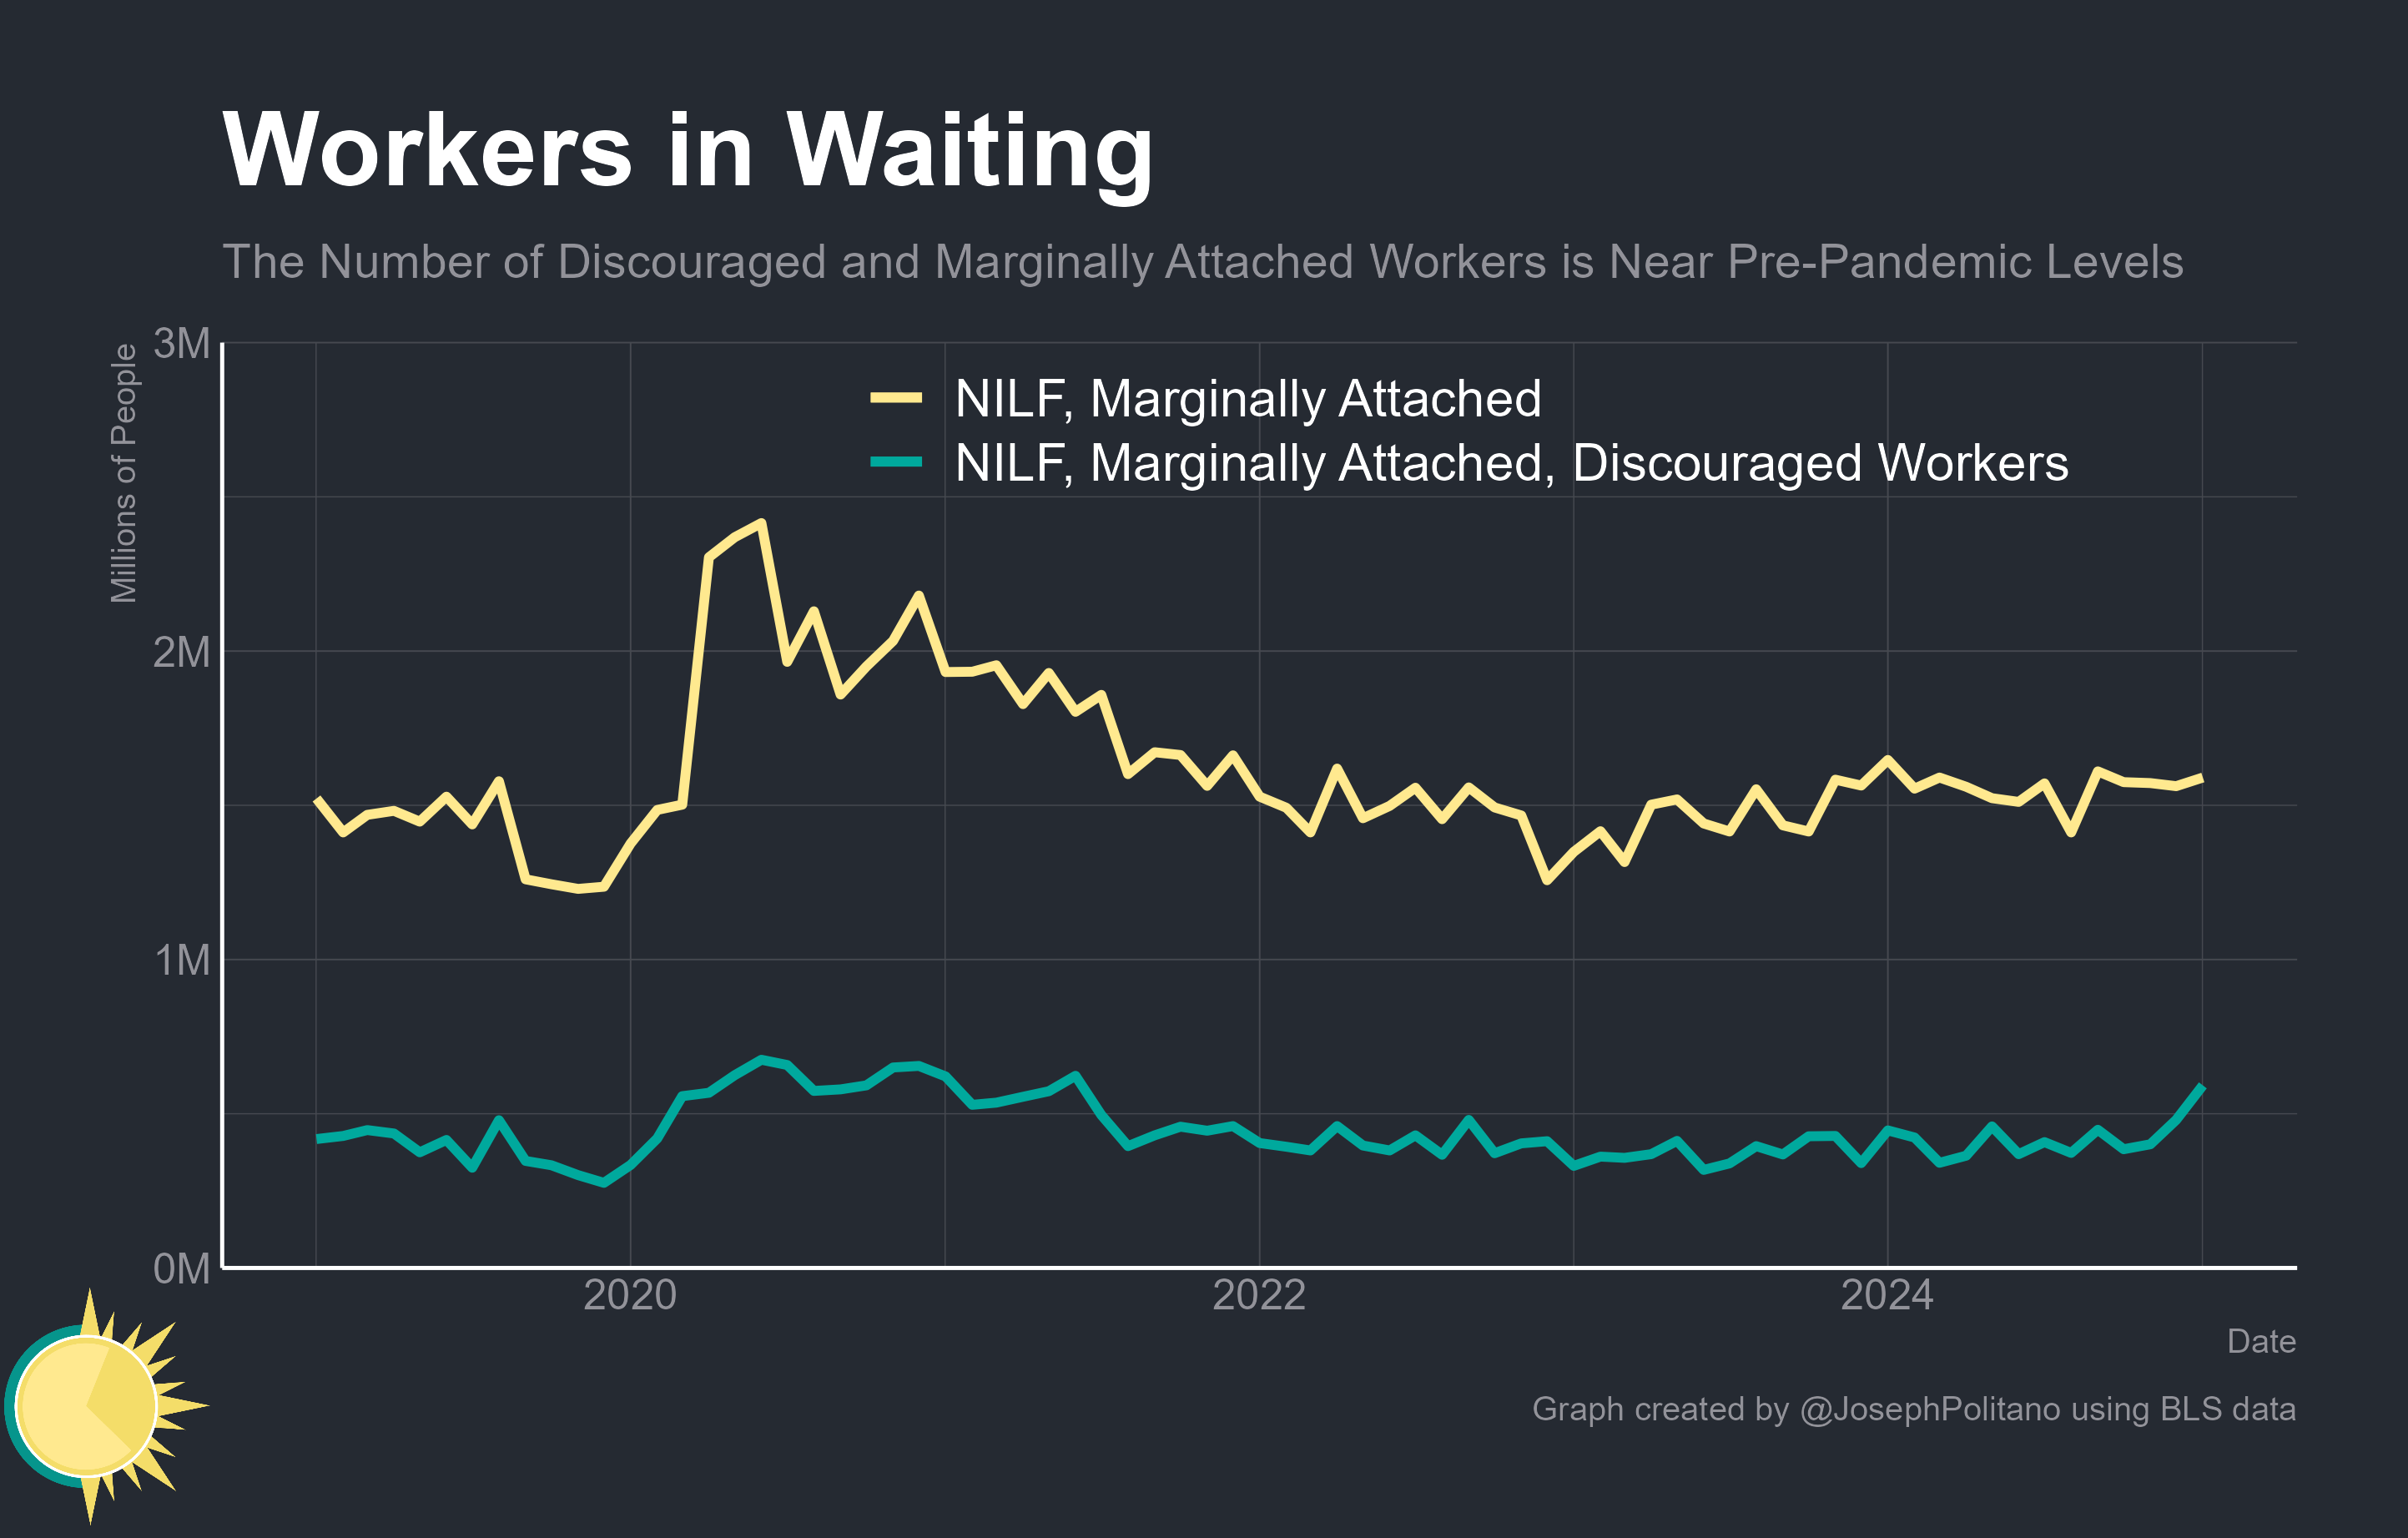 Workers in Waiting
The Number of Discouraged and Marginally Attached Workers is Near Pre-Pandemic Levels
Millions of People
3M
2M
1M
0M
NILF, Marginally Attached
NILF, Marginally Attached, Discouraged Workers
2020
2022
2024
Date
Graph created by @JosephPolitano using BLS data